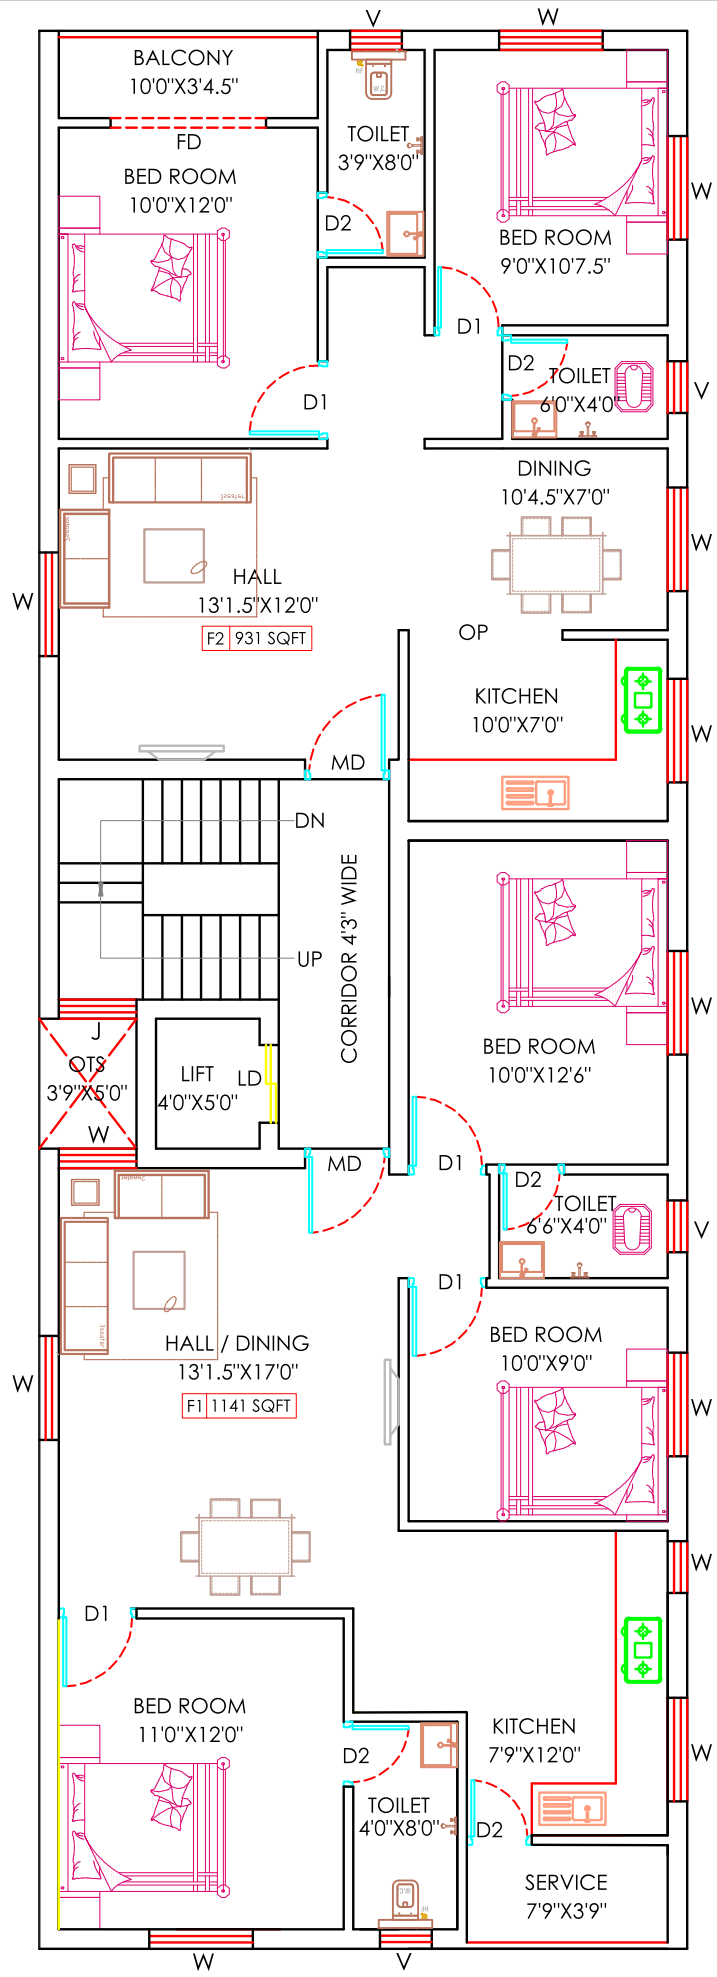 V
W
BALCONY
10'0"X3'4.5"
HF
W.C
FD
TOILET
3'9"X8'0"
BED ROOM
10'0"X12'0"
W
D2
BED ROOM
9'0"X10'7.5"
D1
D2
TOILET
6'0"X4'0"
V
D1
DINING
10'4.5"X7'0"
3seater
2seater
W
HALL
13'1.5"X12'0"
W
F2 931 SQFT
OP
KITCHEN
10'0"X7'0"
W
MD
DN
CORRIDOR 4'3" WIDE
UP
W
J
OTS
3'9"X5'0"
W
LIFT
4'0"X5'0"
LD
BED ROOM
10'0"X12'6"
MD
D1
D2
2seater
TOILET
6'6"X4'0"
V
D1
3seater
HALL / DINING
13'1.5"X17'0"
BED ROOM
10'0"X9'0"
W
W
F1 1141 SQFT
W
D1
BED ROOM
11'0"X12'0"
KITCHEN
7'9"X12'0"
W
D2
TOILET
4'0"X8'0"
D2
W.C
HF
SERVICE
7'9"X3'9"
W
V